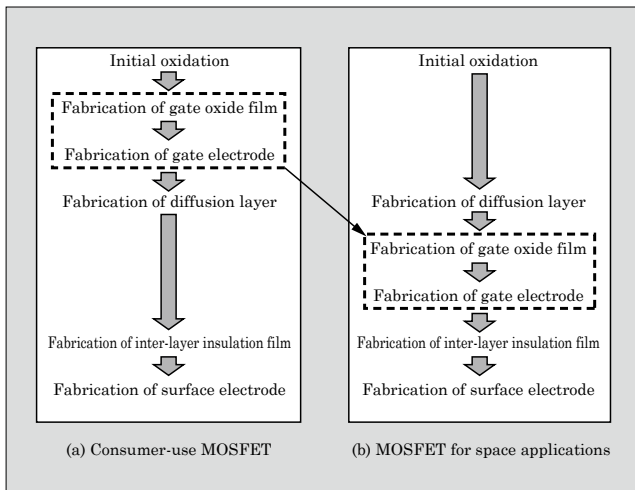 Initial oxidation
Fabrication of gate oxide film
Fabrication of gate electrode
Fabrication of diffusion layer
Fabrication of inter-layer insulation film
Fabrication of surface electrode
(a) Consumer-use MOSFET
Initial oxidation
Fabrication of diffusion layer
Fabrication of gate oxide film
Fabrication of gate electrode
Fabrication of inter-layer insulation film
Fabrication of surface electrode
(b) MOSFET for space applications